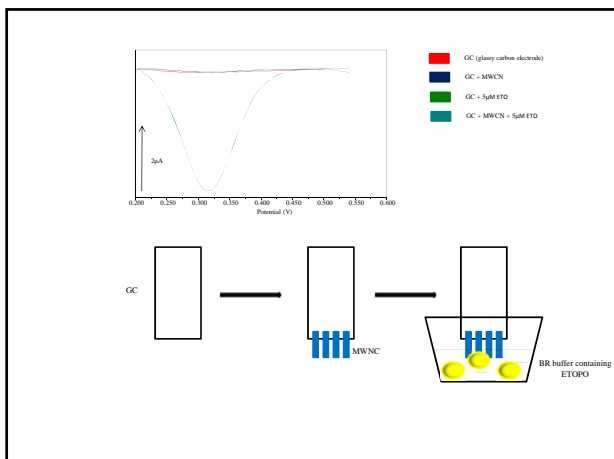 GC (glassy carbon electrode)
GC + MWCN
GC + 5µM ETO
GC + MWCN + 5µM ETO
2µA
0.200 0.250 0.300 0.350 0.400 0.450 0.500 0.550 0.600
Potential (V)
GC
MWNC
BR buffer containing
ETOPO